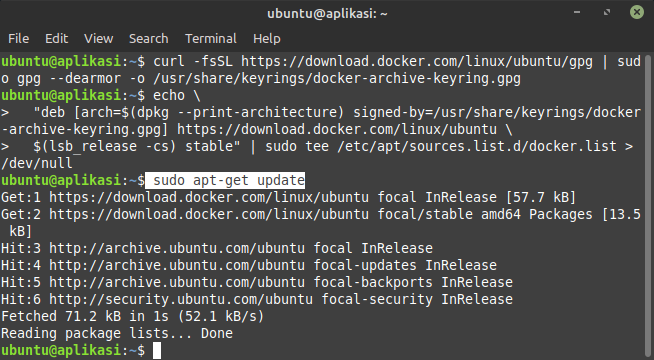 ubuntu@aplikasi: ~
File Edit View Search Terminal Help
ubuntu@aplikasi:~$ curl -fsSL https://download.docker.com/linux/ubuntu/gpg | sud
o gpg --dearmor -o /usr/share/keyrings/docker-archive-keyring.gpg
ubuntu@aplikasi:~$ echo \
>   "deb [arch=$(dpkg --print-architecture) signed-by=/usr/share/keyrings/docker
-archive-keyring.gpg] https://download.docker.com/linux/ubuntu \
>   $(lsb_release -cs) stable" | sudo tee /etc/apt/sources.list.d/docker.list >
/dev/null
ubuntu@aplikasi:~$ sudo apt-get update
Get:1 https://download.docker.com/linux/ubuntu focal InRelease [57.7 kB]
Get:2 https://download.docker.com/linux/ubuntu focal/stable amd64 Packages [13.5
 kB]
Hit:3 http://archive.ubuntu.com/ubuntu focal InRelease
Hit:4 http://archive.ubuntu.com/ubuntu focal-updates InRelease
Hit:5 http://archive.ubuntu.com/ubuntu focal-backports InRelease
Hit:6 http://security.ubuntu.com/ubuntu focal-security InRelease
Fetched 71.2 kB in 1s (52.1 kB/s)
Reading package lists... Done
ubuntu@aplikasi:~$